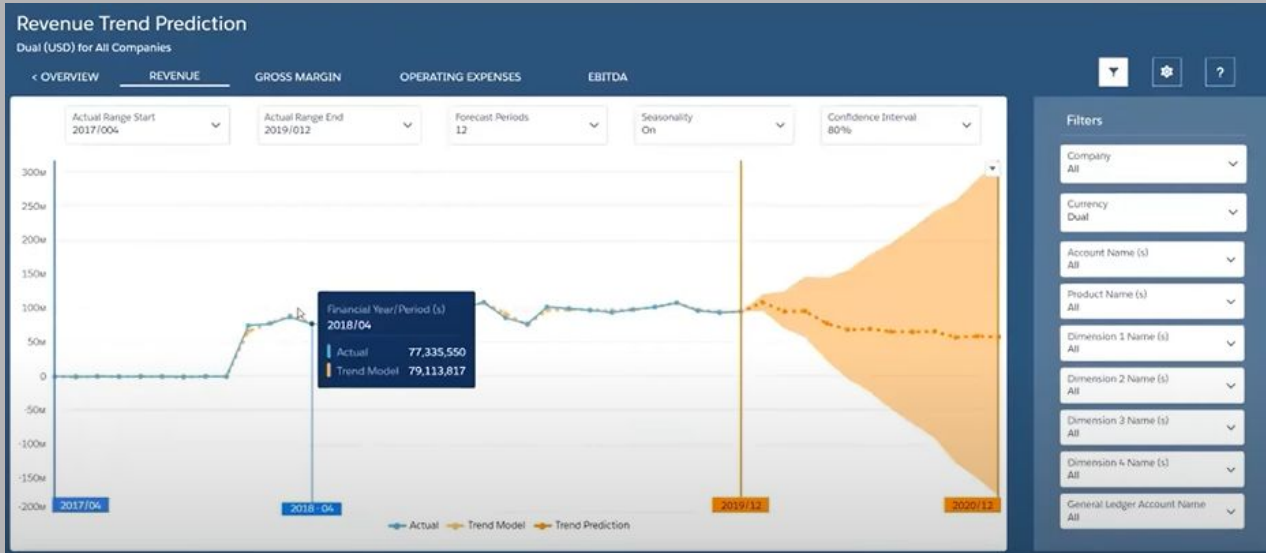 Revenue Trend Prediction
Dual (USD) for All Companies
< OVERVIEW REVENUE GROSS MARGIN OPERATING EXPENSES EBITDA
?
Actual Range Start
2017/004
Actual Range End
2019/012
Forecast Periods
12
Seasonality
On
Confidence Interval
80%
300M
250M
200M
150M
100M
50M
0
-50M
-100M
-150M
-200M
Financial Year/Period (s)
2018/04
Actual 77,335,550
Trend Model 79,113,817
2017/04
2018-04
2019/12
2020/12
Actual Trend Model Trend Prediction
Filters
Company
All
Currency
Dual
Account Name (s)
All
Product Name (s)
All
Dimension 1 Name (s)
All
Dimension 2 Name (s)
All
Dimension 3 Name (s)
All
Dimension 4 Name (s)
All
General Ledger Account Name
All